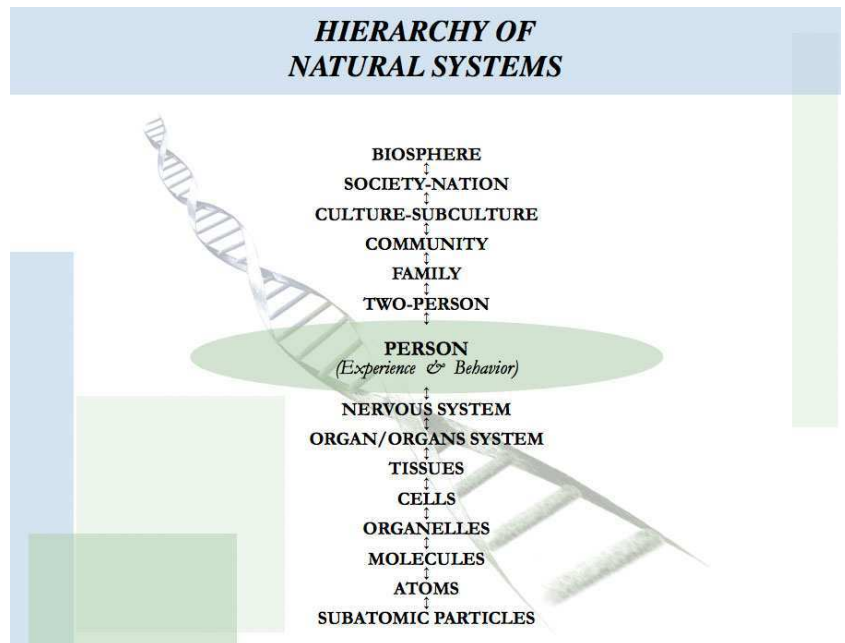 HIERARCHY OF
NATURAL SYSTEMS
BIOSPHERE
↕
SOCIETY-NATION
↕
CULTURE-SUBCULTURE
↕
COMMUNITY
↕
FAMILY
↕
TWO-PERSON
↕
PERSON
(Experience & Behavior)
↕
NERVOUS SYSTEM
↕
ORGAN/ORGANS SYSTEM
↕
TISSUES
↕
CELLS
↕
ORGANELLES
↕
MOLECULES
↕
ATOMS
↕
SUBATOMIC PARTICLES